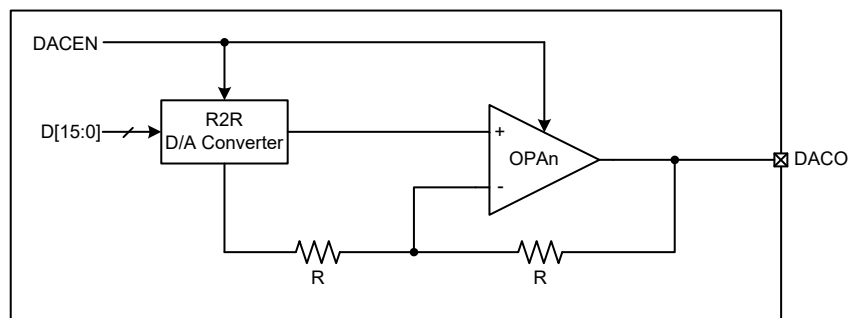 DACEN
R2R
D[15:0]
D/A Converter
+
OPAn
DACO
-
R
R